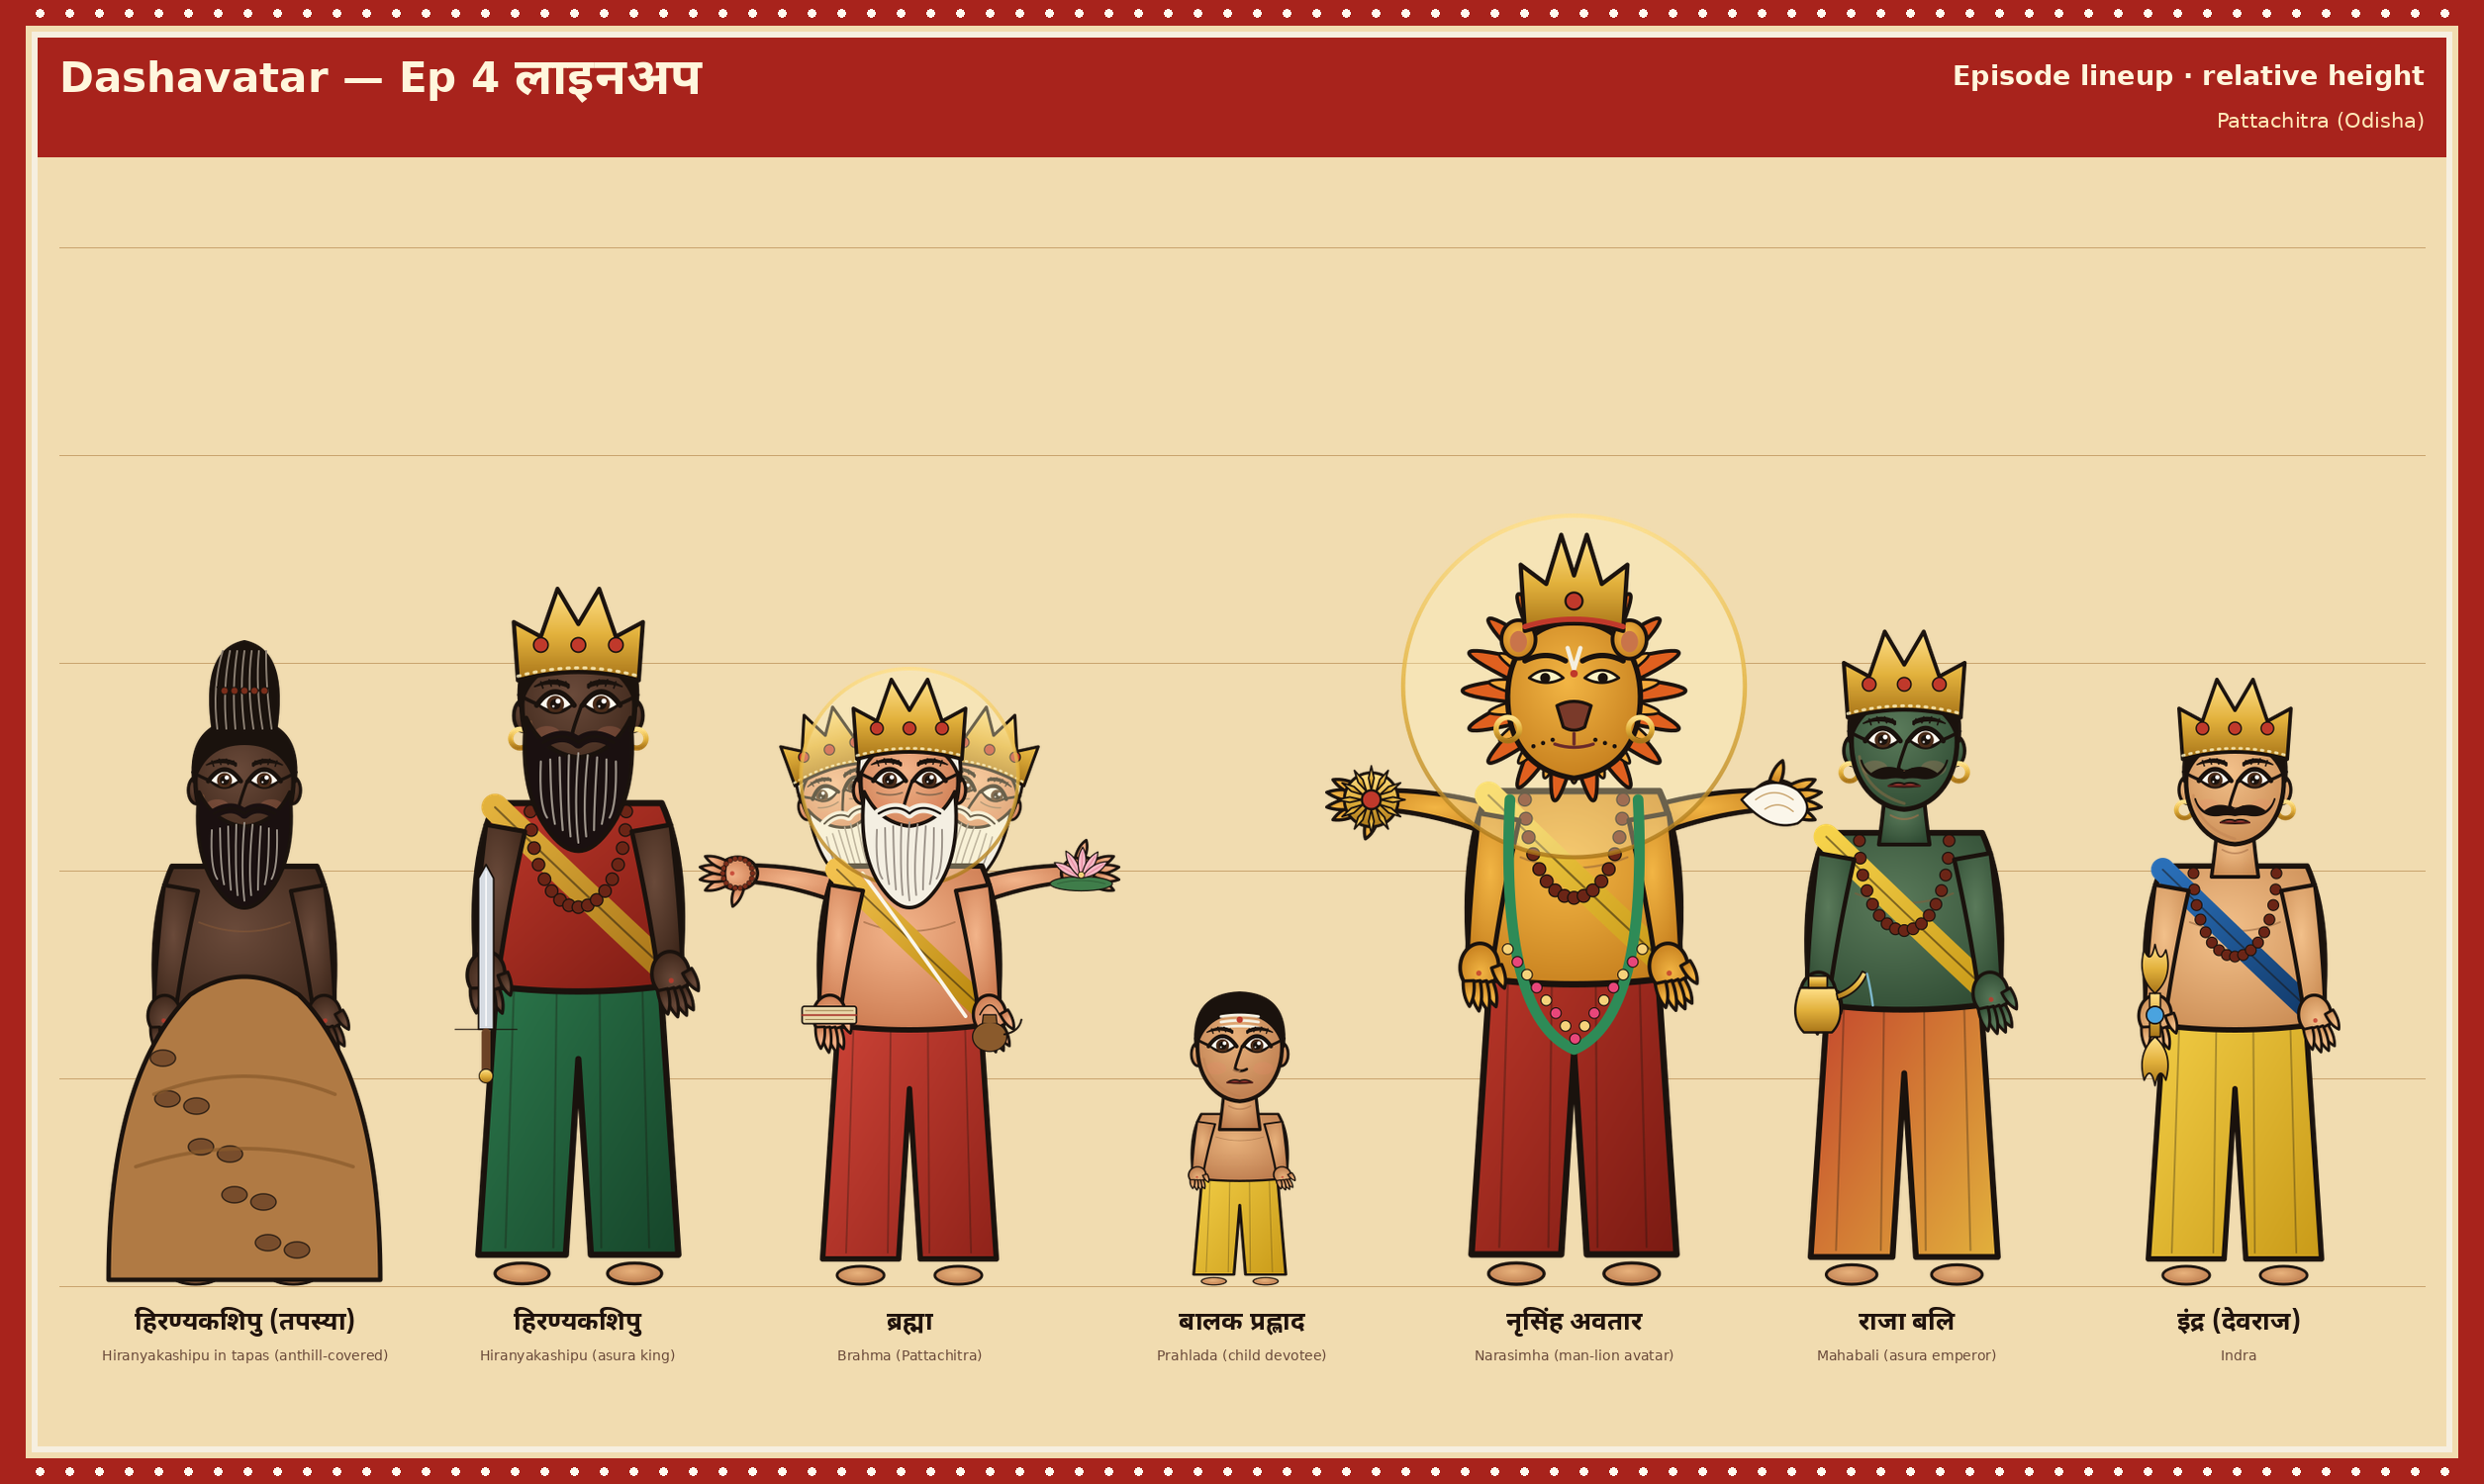 Dashavatar — Ep 4 लाइनअप
Episode lineup · relative height
Pattachitra (Odisha)
हिरण्यकशिपु (तपस्या)
Hiranyakashipu in tapas (anthill-covered)
हिरण्यकशिपु
Hiranyakashipu (asura king)
ब्रह्मा
Brahma (Pattachitra)
बालक प्रह्लाद
Prahlada (child devotee)
नृसिंह अवतार
Narasimha (man-lion avatar)
राजा बलि
Mahabali (asura emperor)
इंद्र (देवराज)
Indra